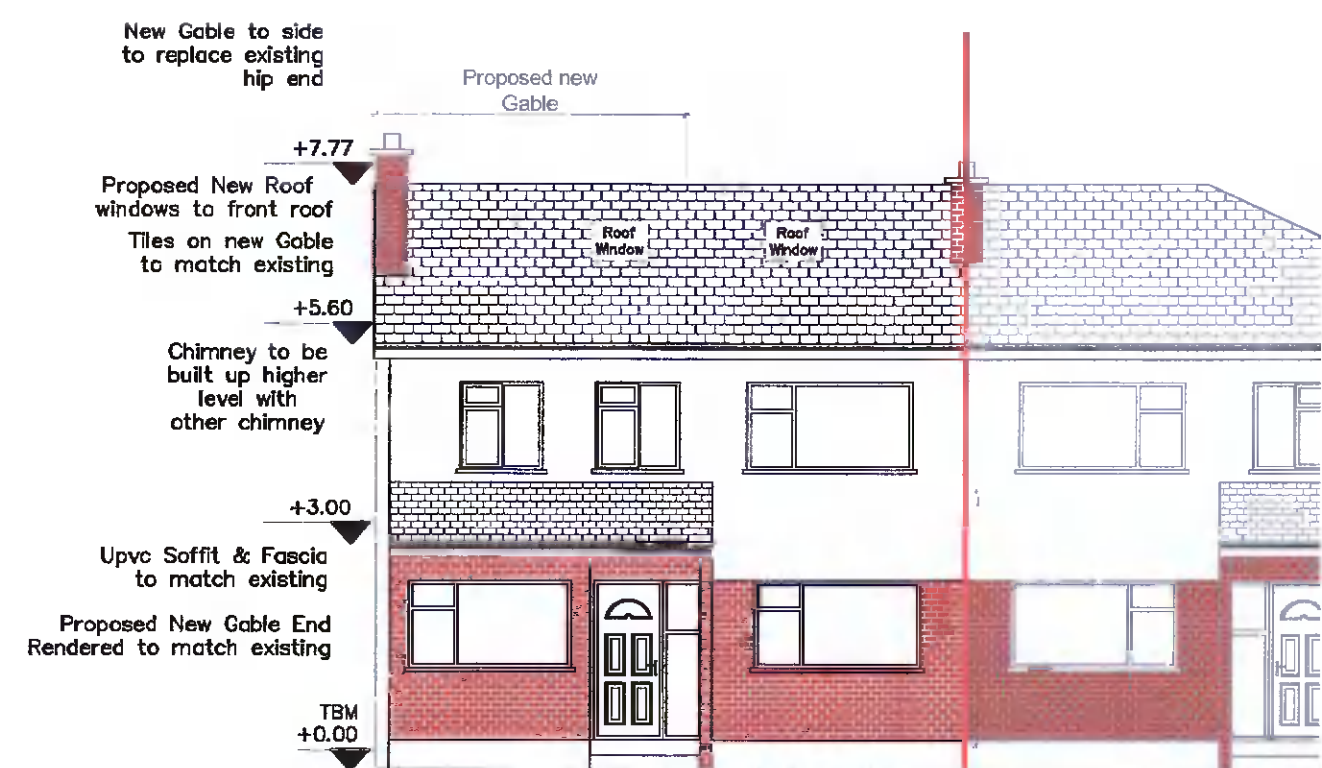 New Gable to side
to replace existing
hip end
Proposed new
Gable
+7.77
Proposed New Roof
windows to front roof
Tiles on new Gable
to match existing
Roof
Window
Roof
Window
+5.60
Chimney to be
built up higher
level with
other chimney
+3.00
Upvc Soffit & Fascia
to match existing
Proposed New Gable End
Rendered to match existing
TBM
+0.00